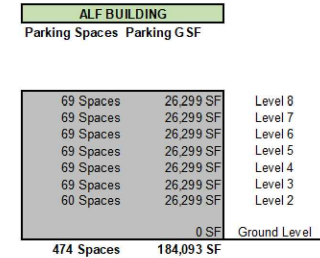 ALF BUILDING
Parking Spaces Parking GSF
69 Spaces 26,299 SF Level 8
69 Spaces 26,299 SF Level 7
69 Spaces 26,299 SF Level 6
69 Spaces 26,299 SF Level 5
69 Spaces 26,299 SF Level 4
69 Spaces 26,299 SF Level 3
60 Spaces 26,299 SF Level 2
0 SF Ground Level
474 Spaces 184,093 SF